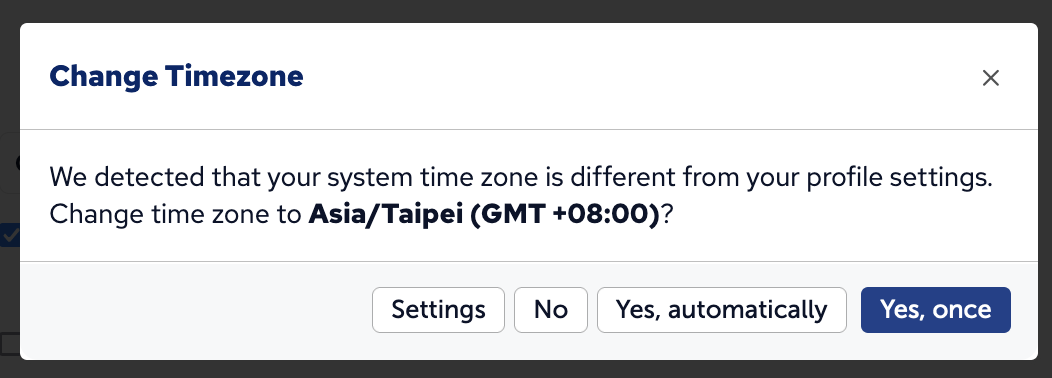 Change Timezone
We detected that your system time zone is different from your profile settings.
Change time zone to Asia/Taipei (GMT +08:00)?
Settings
No
Yes, automatically
Yes, once